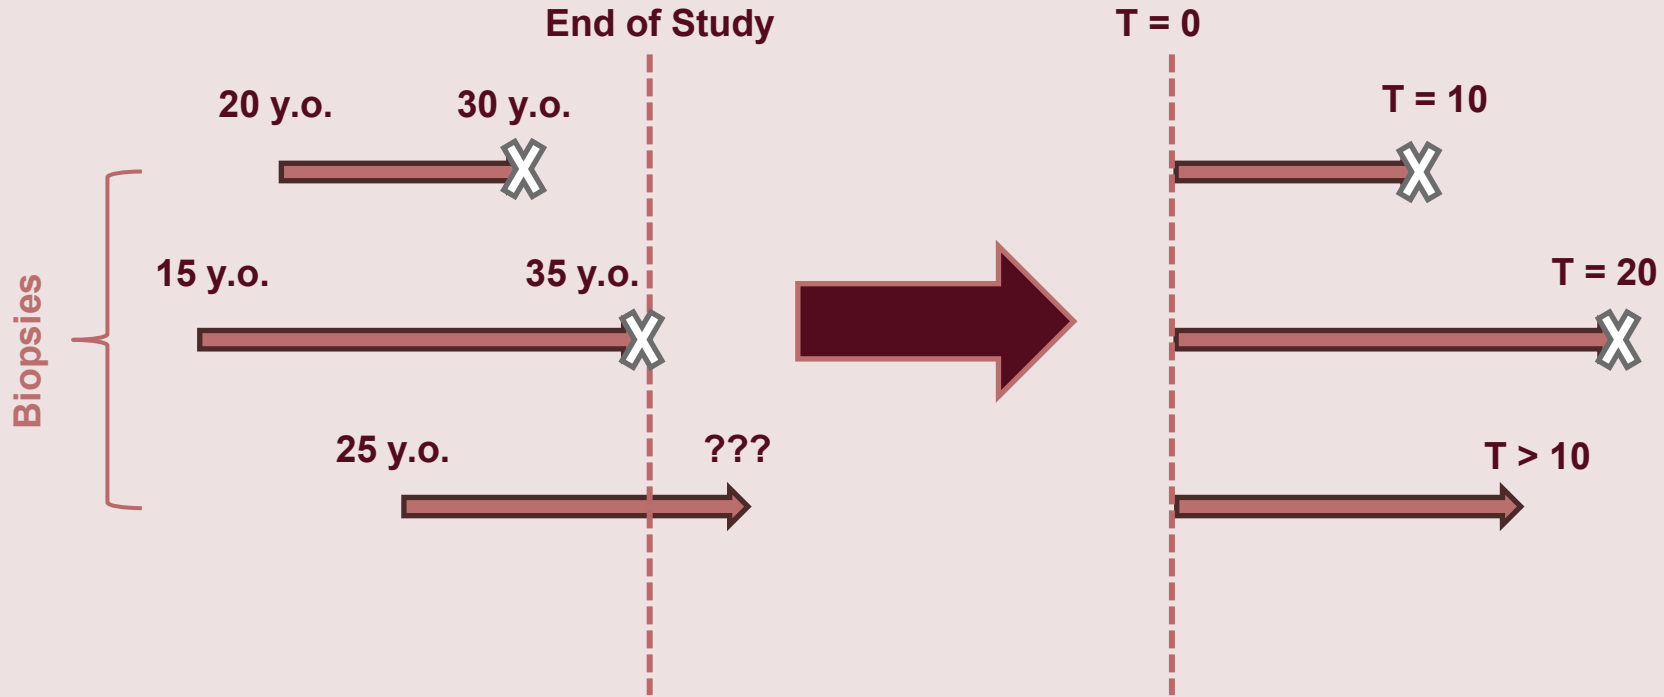 End of Study
T = 0
20 y.o.
30 y.o.
T = 10
15 y.o.
35 y.o.
T = 20
Biopsies
25 y.o.
???
T > 10